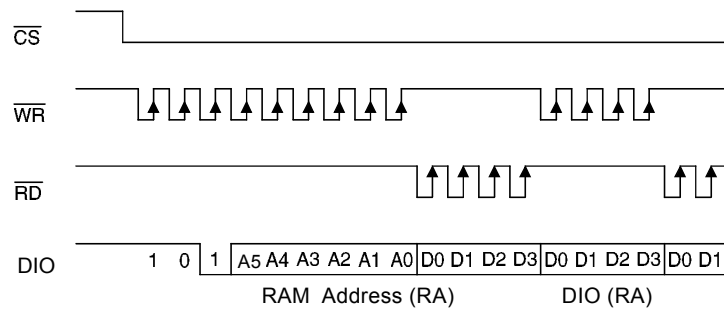 CS
WR
RD
DIO 1 0 1 A5 A4 A3 A2 A1 A0 D0 D1 D2 D3 D0 D1 D2 D3 D0 D1
RAM Address (RA) DIO (RA)